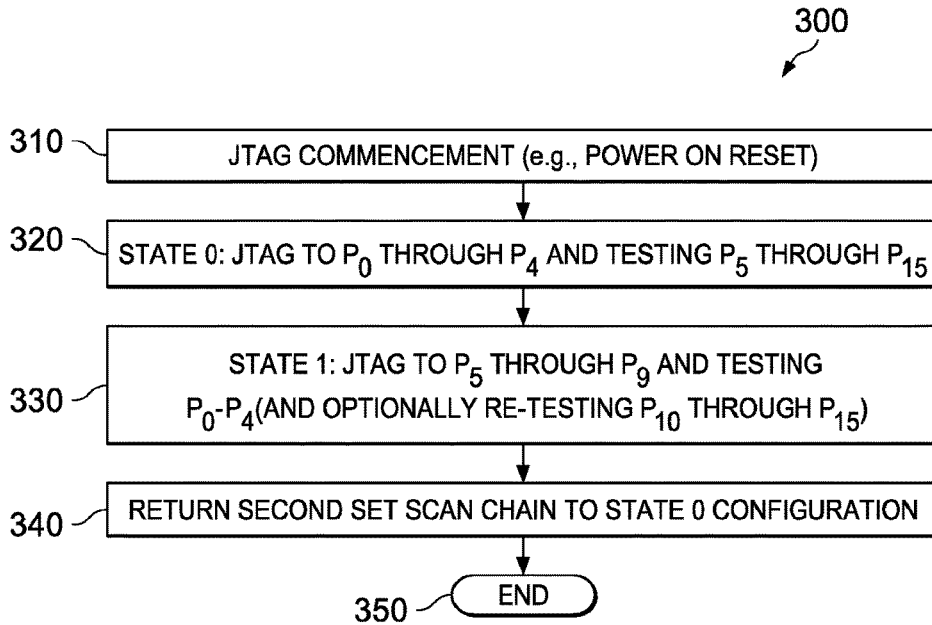 300
310
JTAG COMMENCEMENT (e.g., POWER ON RESET)
320
STATE 0: JTAG TO P0 THROUGH P4 AND TESTING P5 THROUGH P15
330
STATE 1: JTAG TO P5 THROUGH P9 AND TESTING
P0-P4(AND OPTIONALLY RE-TESTING P10 THROUGH P15)
340
RETURN SECOND SET SCAN CHAIN TO STATE 0 CONFIGURATION
350
END